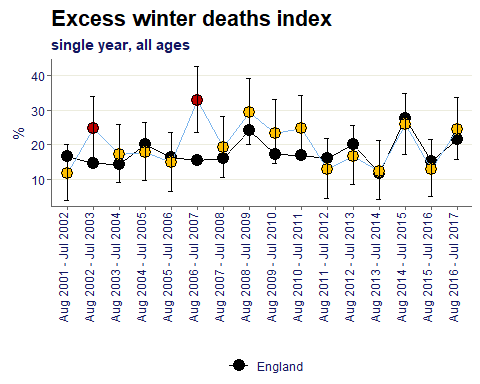 Excess winter deaths index
single year, all ages
%
40
30
20
10
Aug 2001 - Jul 2002
Aug 2002 - Jul 2003
Aug 2003 - Jul 2004
Aug 2004 - Jul 2005
Aug 2005 - Jul 2006
Aug 2006 - Jul 2007
Aug 2007 - Jul 2008
Aug 2008 - Jul 2009
Aug 2009 - Jul 2010
Aug 2010 - Jul 2011
Aug 2011 - Jul 2012
Aug 2012 - Jul 2013
Aug 2013 - Jul 2014
Aug 2014 - Jul 2015
Aug 2015 - Jul 2016
Aug 2016 - Jul 2017
England